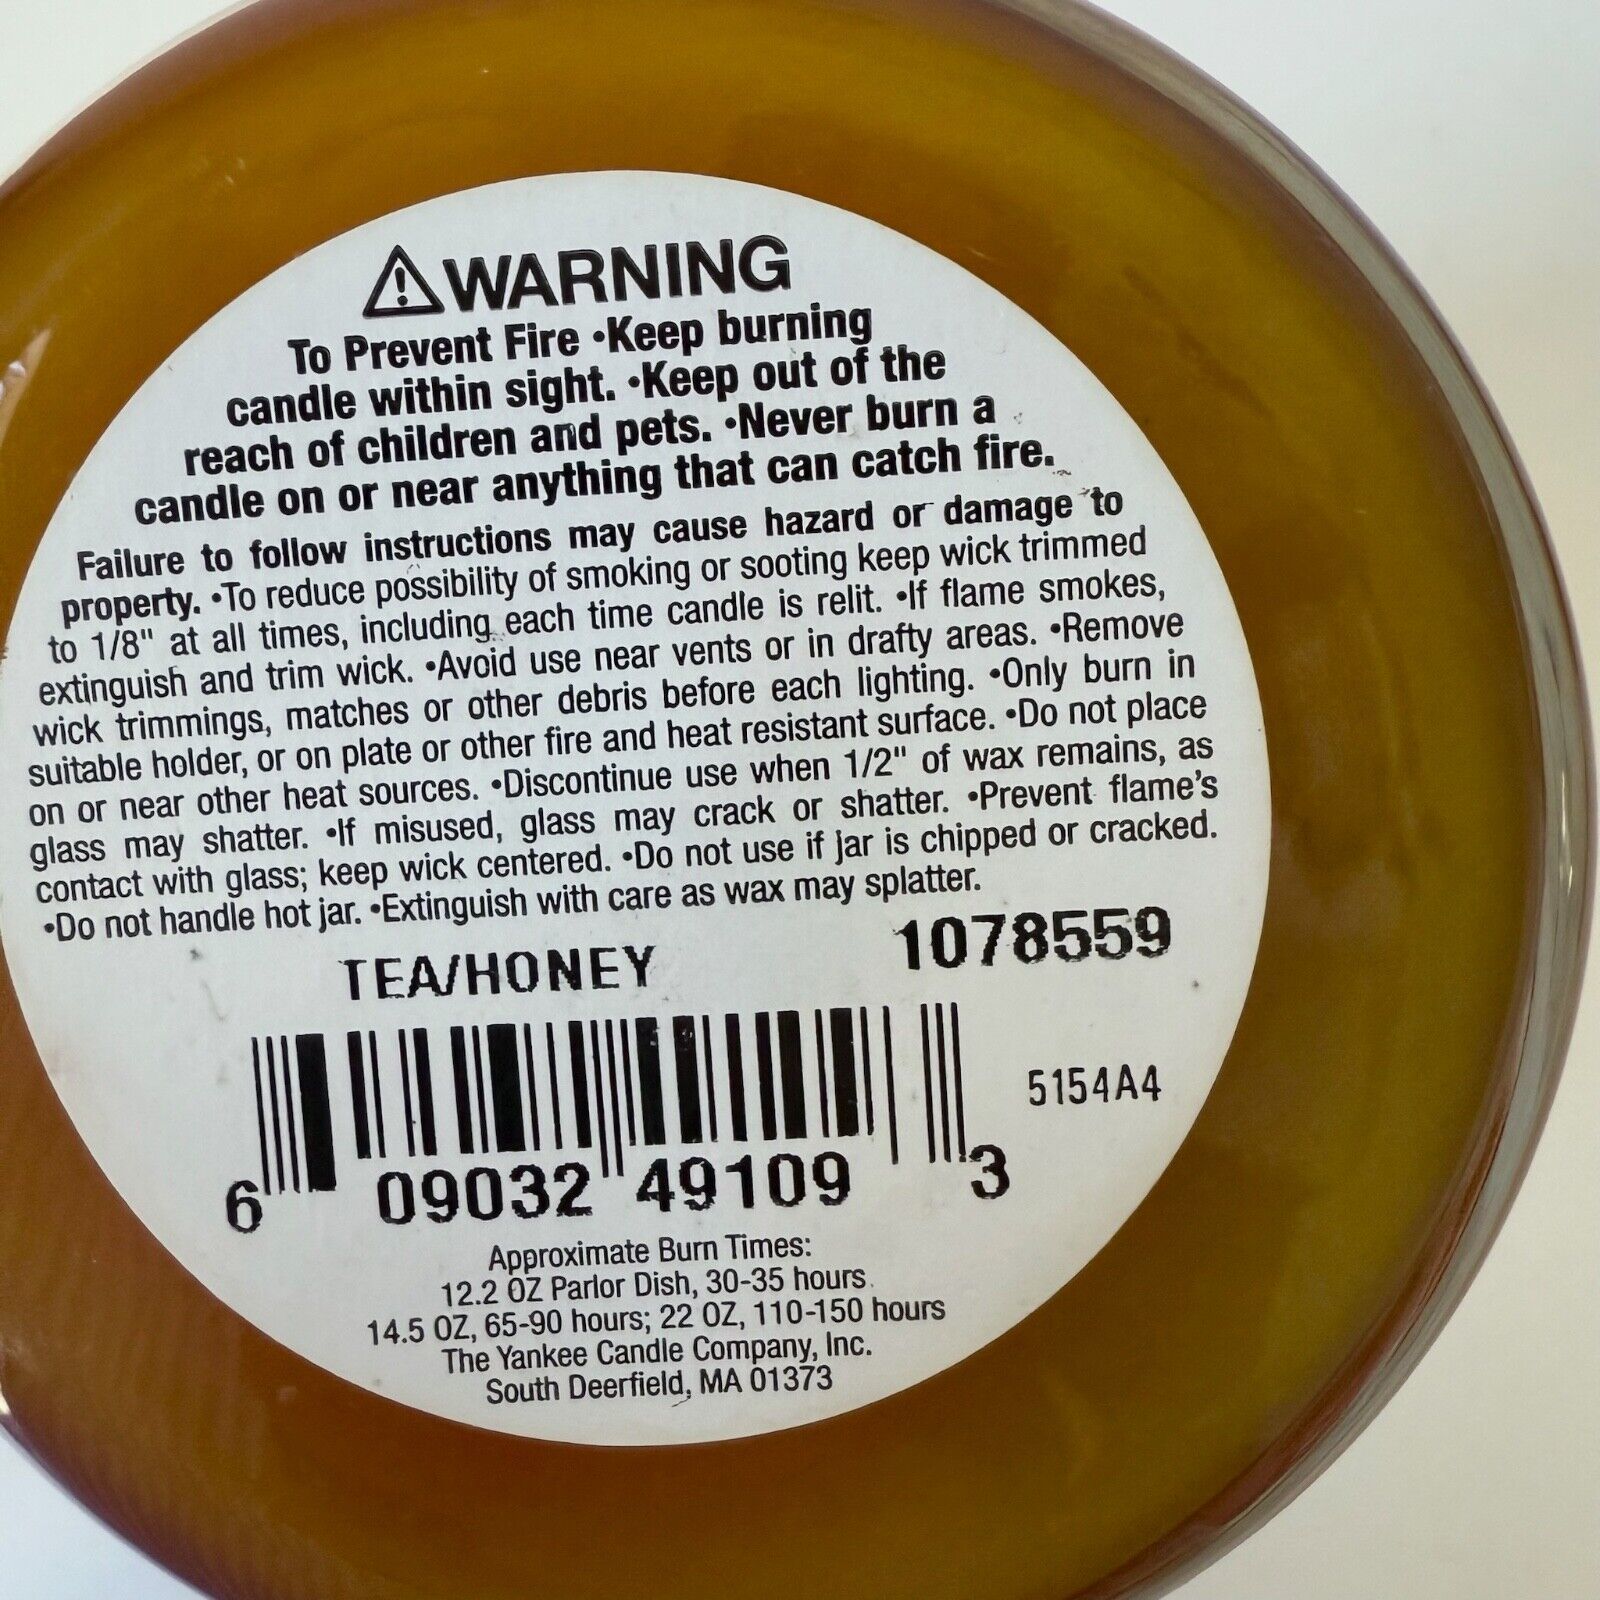 ⚠WARNING
To Prevent Fire •Keep burning
candle within sight. •Keep out of the
reach of children and pets. •Never burn a
candle on or near anything that can catch fire.
Failure to follow instructions may cause hazard or damage to
property. •To reduce possibility of smoking or sooting keep wick trimmed
to 1/8" at all times, including each time candle is relit. •If flame smokes,
extinguish and trim wick. •Avoid use near vents or in drafty areas. •Remove
wick trimmings, matches or other debris before each lighting. •Only burn in
suitable holder, or on plate or other fire and heat resistant surface. •Do not place
on or near other heat sources. •Discontinue use when 1/2" of wax remains, as
glass may shatter. •If misused, glass may crack or shatter. •Prevent flame's
contact with glass; keep wick centered. •Do not use if jar is chipped or cracked.
•Do not handle hot jar. •Extinguish with care as wax may splatter.
TEA/HONEY 1078559
5154A4
6 09032 49109 3
Approximate Burn Times:
12.2 OZ Parlor Dish, 30-35 hours
14.5 OZ, 65-90 hours; 22 OZ, 110-150 hours
The Yankee Candle Company, Inc.
South Deerfield, MA 01373